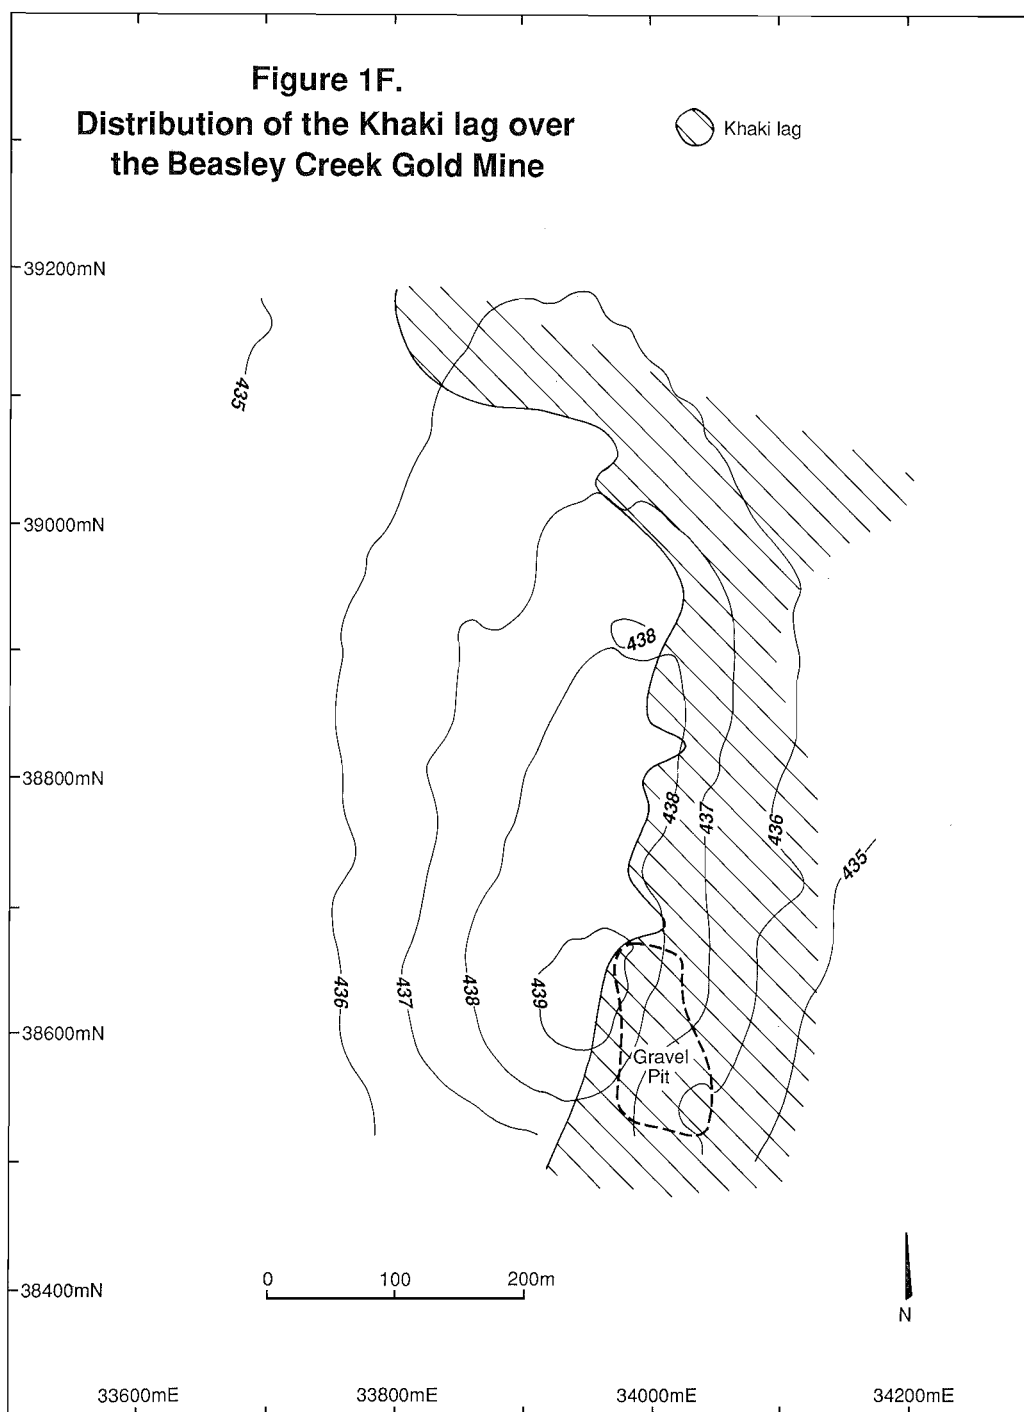 Figure 1F.
Distribution of the Khaki lag over
the Beasley Creek Gold Mine
Khaki lag
39200mN
435
39000mN
438
38800mN
438
437
436
435
436
437
438
439
38600mN
Gravel
Pit
0 100 200m
38400mN
N
33600mE 33800mE 34000mE 34200mE